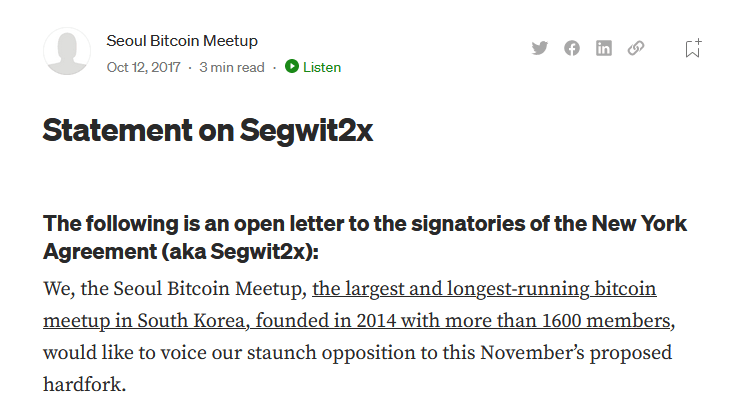 Seoul Bitcoin Meetup
Oct 12, 2017 · 3 min read · Listen
Statement on Segwit2x
The following is an open letter to the signatories of the New York
Agreement (aka Segwit2x):
We, the Seoul Bitcoin Meetup, the largest and longest-running bitcoin
meetup in South Korea, founded in 2014 with more than 1600 members,
would like to voice our staunch opposition to this November’s proposed
hardfork.